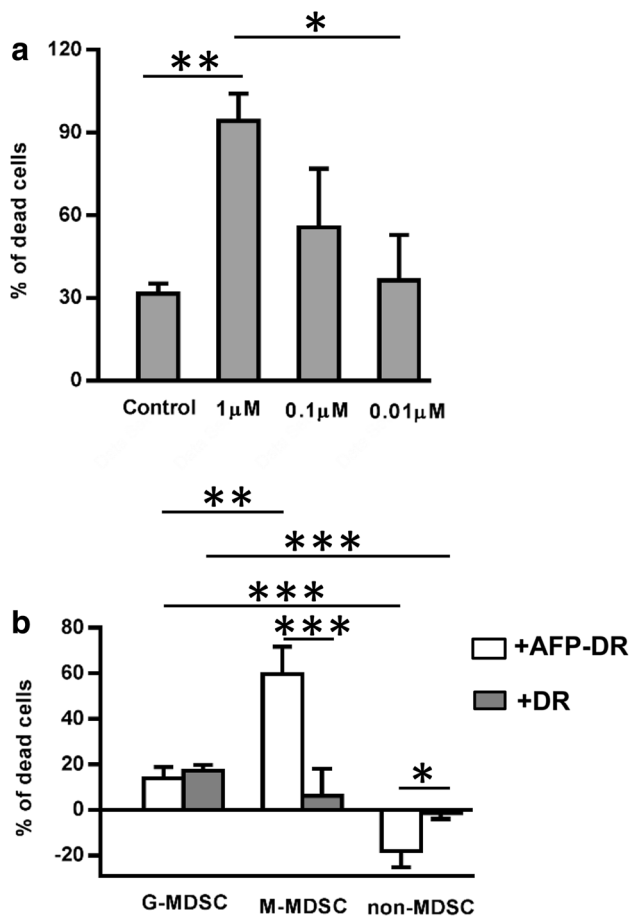 a
*
**
120
90
60
30
0
% of dead cells
Control 1µM 0.1µM 0.01µM
**
***
***
b
***
80
60
40
20
0
-20
% of dead cells
*
+AFP-DR
+DR
G-MDSC M-MDSC non-MDSC